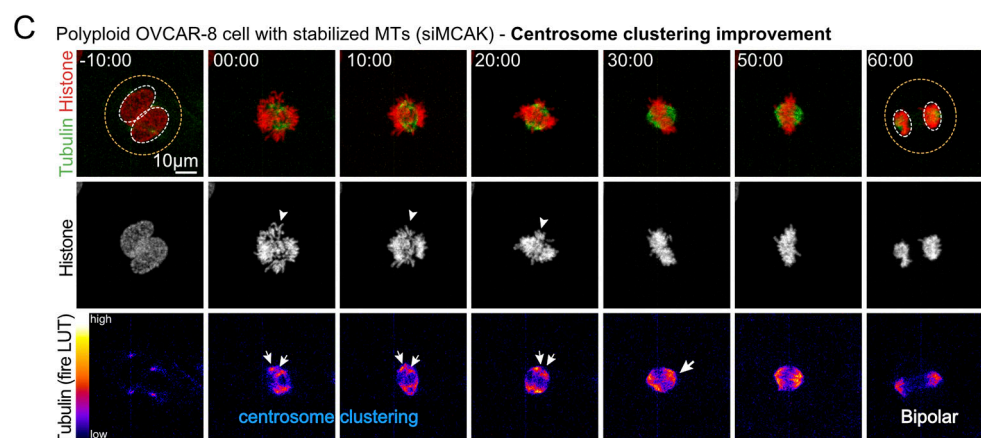 C
Polyploid OVCAR-8 cell with stabilized MTs (siMCAK) - Centrosome clustering improvement
Tubulin Histone
-10:00
00:00
10:00
20:00
30:00
50:00
60:00
10µm
Histone
Tubulin (fire LUT)
high
low
centrosome clustering
Bipolar